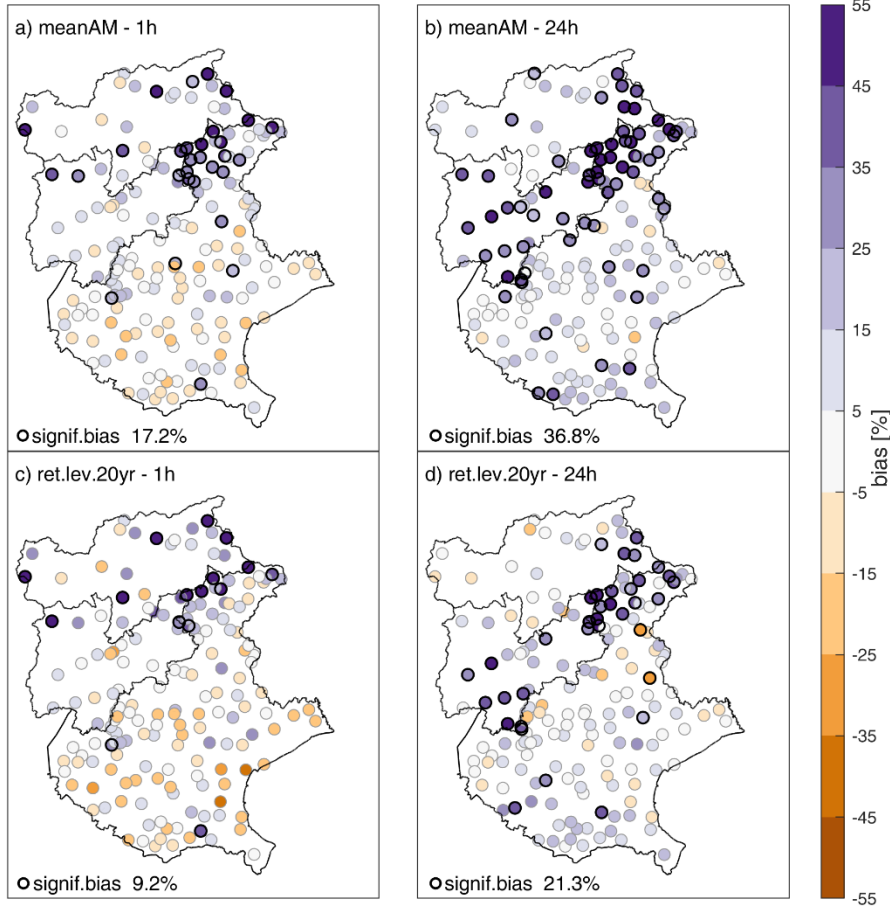 a) meanAM - 1h
signif.bias 17.2%
b) meanAM - 24h
signif.bias 36.8%
c) ret.lev.20yr - 1h
signif.bias 9.2%
d) ret.lev.20yr - 24h
signif.bias 21.3%
55
45
35
25
15
5
-5
-15
-25
-35
-45
-55
bias [%]